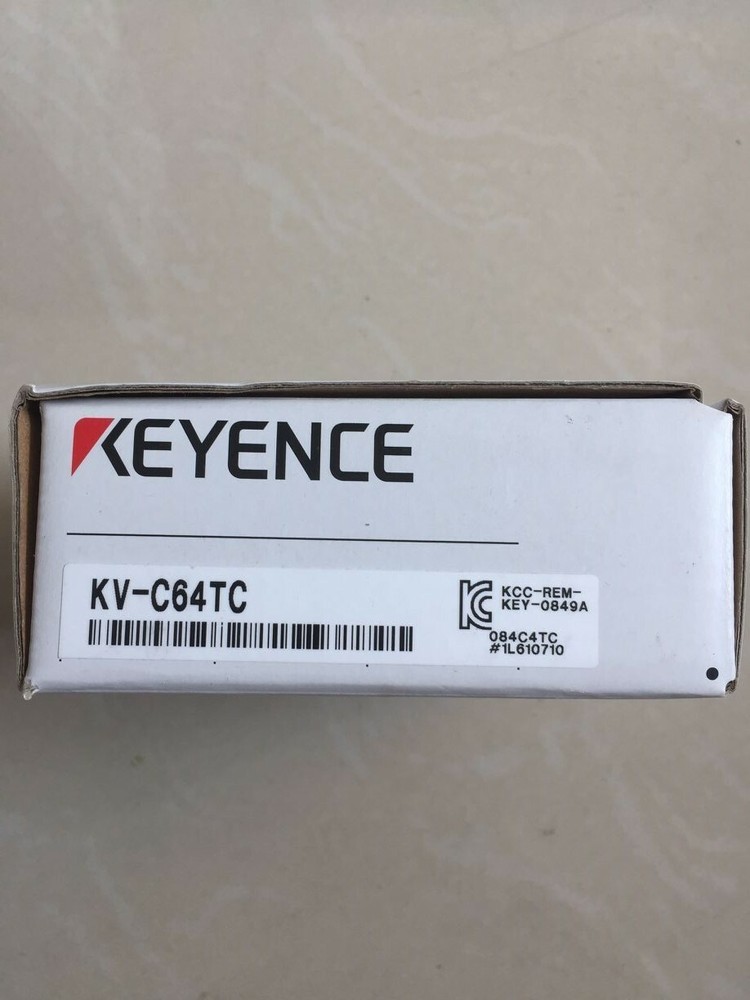 KEYENCE
KV-C64TC
KCC-REM-
KEY-0849A
084C4TC
#1L610710